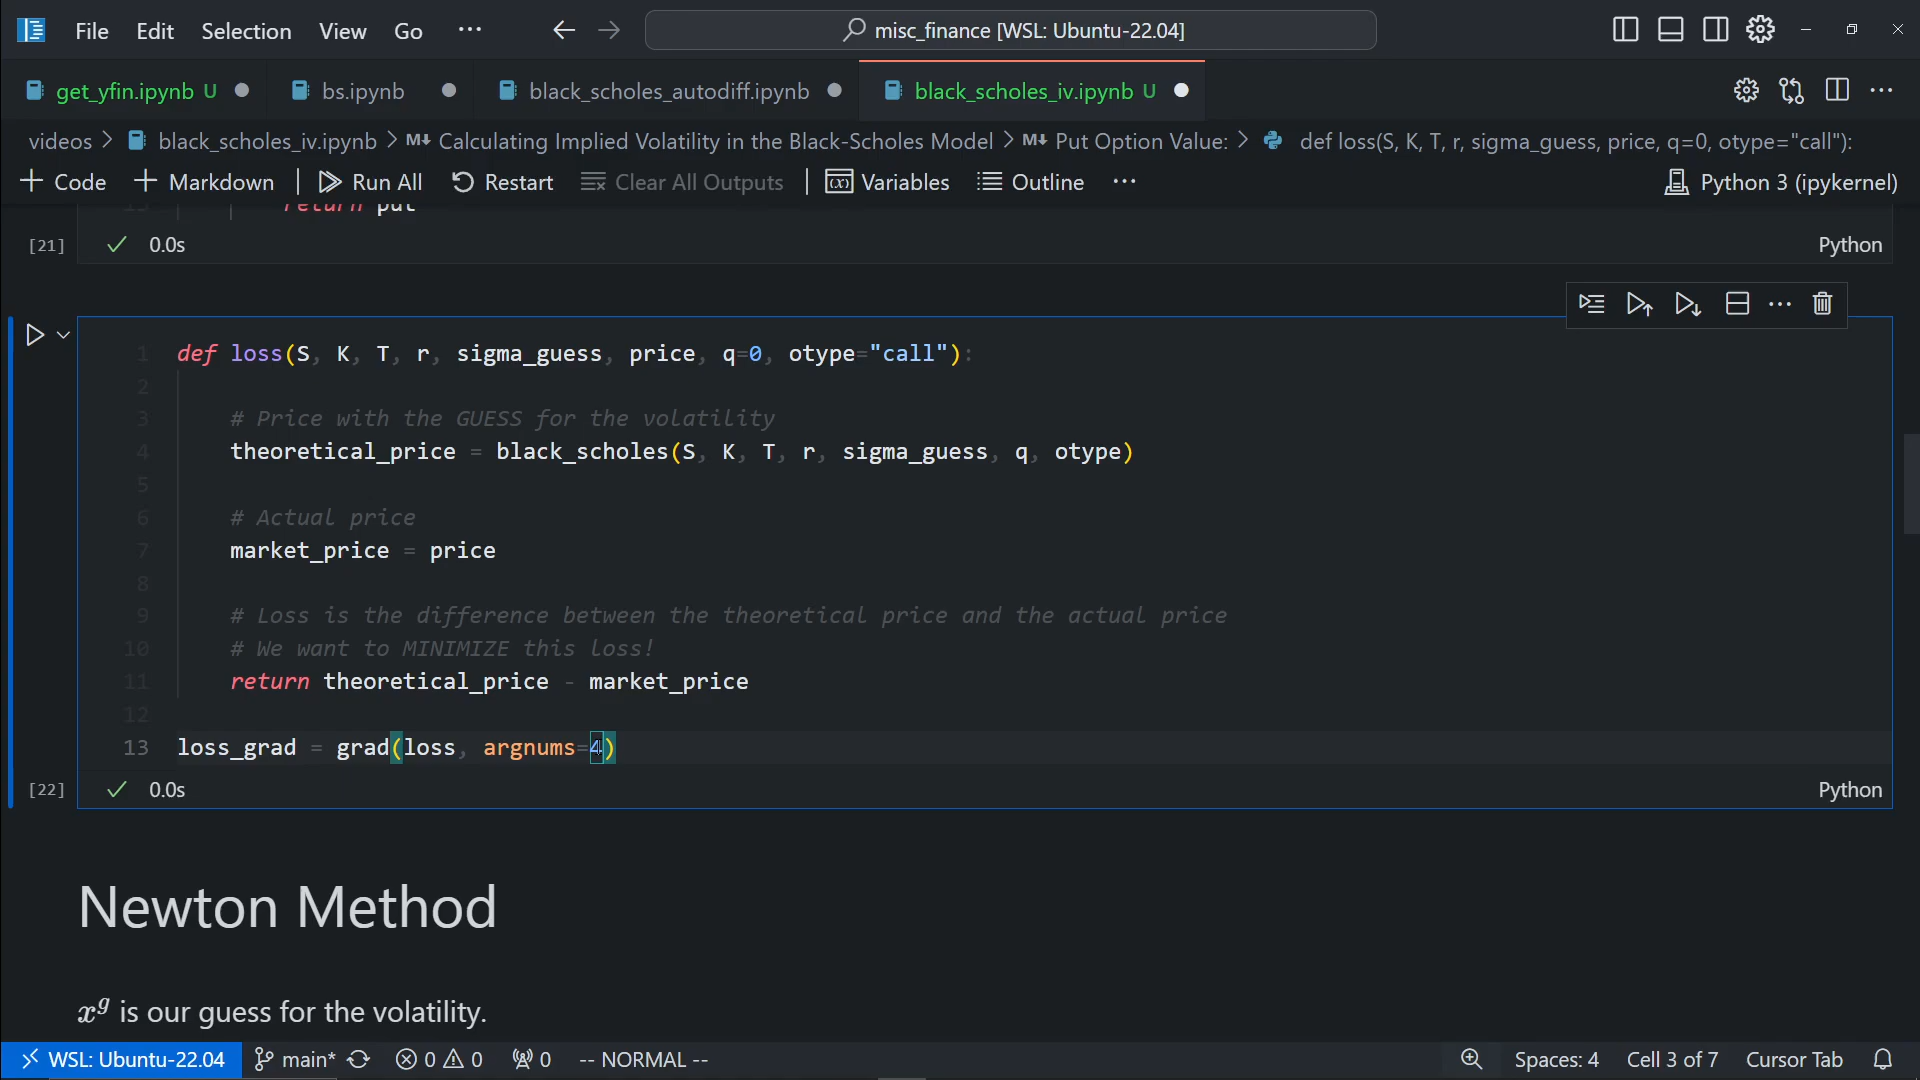 File Edit Selection View Go ··· misc_finance [WSL: Ubuntu-22.04]
get_yfin.ipynb U bs.ipynb black_scholes_autodiff.ipynb black_scholes_iv.ipynb U
videos > black_scholes_iv.ipynb > M↓ Calculating Implied Volatility in the Black-Scholes Model > M↓ Put Option Value: > def loss(S, K, T, r, sigma_guess, price, q=0, otype="call"):
+ Code + Markdown | Run All Restart Clear All Outputs | Variables Outline ··· Python 3 (ipykernel)
return put
[21] ✓ 0.0s Python
1 def loss(S, K, T, r, sigma_guess, price, q=0, otype="call"):
2
3 # Price with the GUESS for the volatility
4 theoretical_price = black_scholes(S, K, T, r, sigma_guess, q, otype)
5
6 # Actual price
7 market_price = price
8
9 # Loss is the difference between the theoretical price and the actual price
10 # We want to MINIMIZE this loss!
11 return theoretical_price - market_price
12
13 loss_grad = grad(loss, argnums=4)
[22] ✓ 0.0s Python
Newton Method
x^g is our guess for the volatility.
WSL: Ubuntu-22.04 main* 0 0 0 -- NORMAL -- Spaces: 4 Cell 3 of 7 Cursor Tab